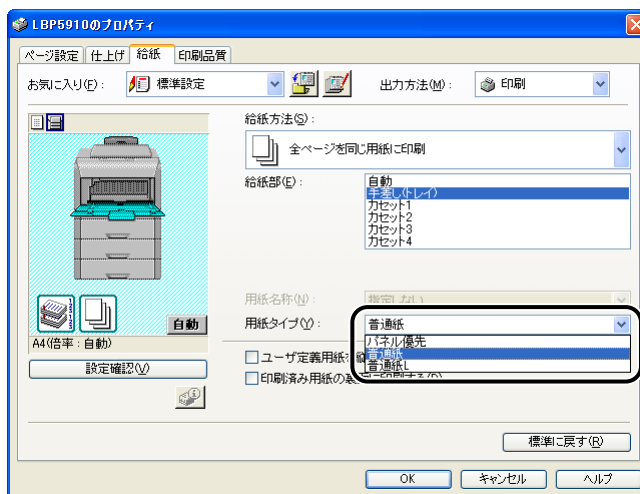 LBP5910のプロパティ
ページ設定 仕上げ 給紙 印刷品質
お気に入り(F): 標準設定 出力方法(M): 印刷
給紙方法(S):
全ページを同じ用紙に印刷
給紙部(E): 自動
手差し(トレイ)
カセット1
カセット2
カセット3
カセット4
用紙名称(N): 指定しない
自動
用紙タイプ(Y): 普通紙
パネル優先
普通紙
普通紙L
A4(倍率:自動)
設定確認(V)
ユーザ定義用紙を
印刷済み用紙の裏
標準に戻す(R)
OK キャンセル ヘルプ